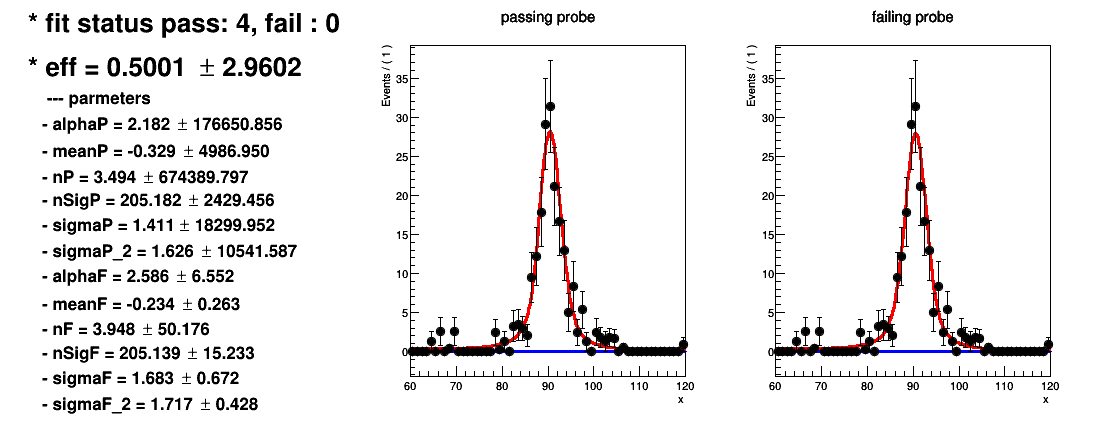 * fit status pass: 4, fail : 0
* eff = 0.5001 ± 2.9602
--- parmeters
- alphaP = 2.182 ± 176650.856
- meanP = -0.329 ± 4986.950
- nP = 3.494 ± 674389.797
- nSigP = 205.182 ± 2429.456
- sigmaP = 1.411 ± 18299.952
- sigmaP_2 = 1.626 ± 10541.587
- alphaF = 2.586 ± 6.552
- meanF = -0.234 ± 0.263
- nF = 3.948 ± 50.176
- nSigF = 205.139 ± 15.233
- sigmaF = 1.683 ± 0.672
- sigmaF_2 = 1.717 ± 0.428
passing probe
Events / ( 1 )
35
30
25
20
15
10
5
0
60 70 80 90 100 110 120
x
failing probe
Events / ( 1 )
35
30
25
20
15
10
5
0
60 70 80 90 100 110 120
x